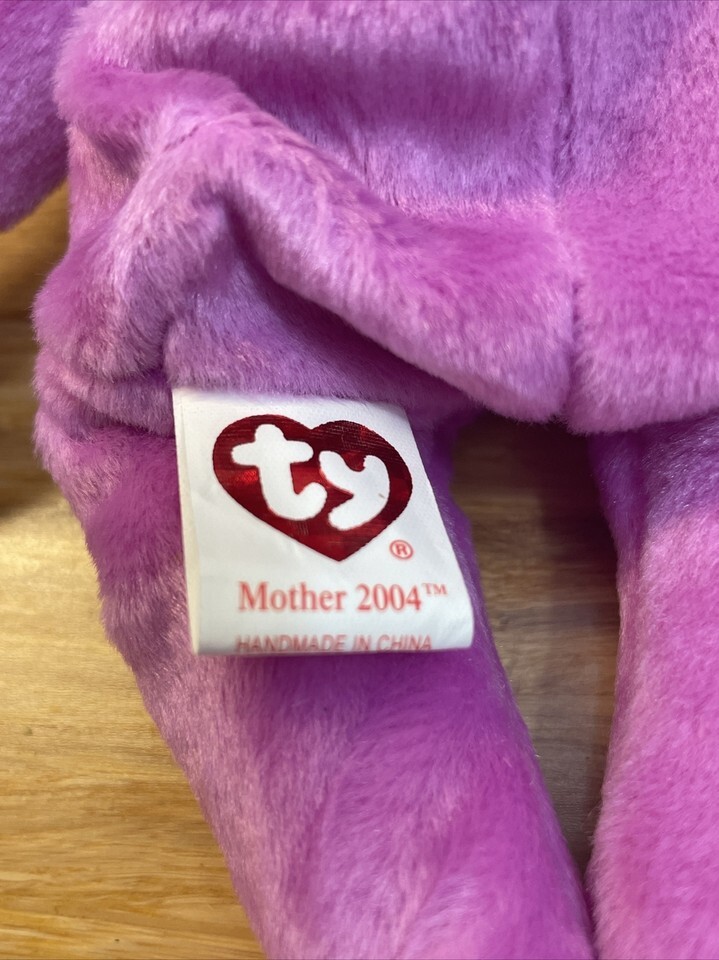 ty
®
Mother 2004™
HANDMADE IN CHINA